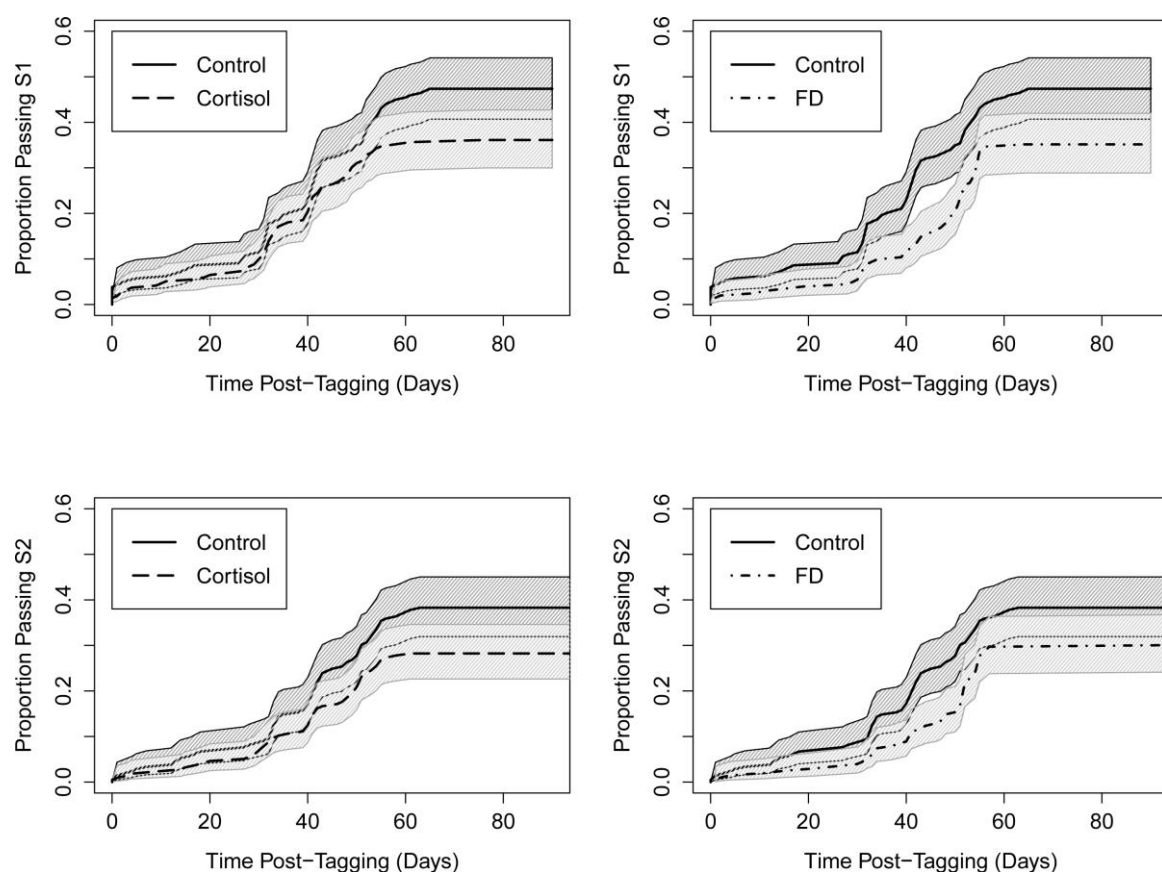 Proportion Passing S1
0.0 0.2 0.4 0.6
Control
Cortisol
0 20 40 60 80
Time Post−Tagging (Days)
Proportion Passing S1
0.0 0.2 0.4 0.6
Control
FD
0 20 40 60 80
Time Post−Tagging (Days)
Proportion Passing S2
0.0 0.2 0.4 0.6
Control
Cortisol
0 20 40 60 80
Time Post−Tagging (Days)
Proportion Passing S2
0.0 0.2 0.4 0.6
Control
FD
0 20 40 60 80
Time Post−Tagging (Days)